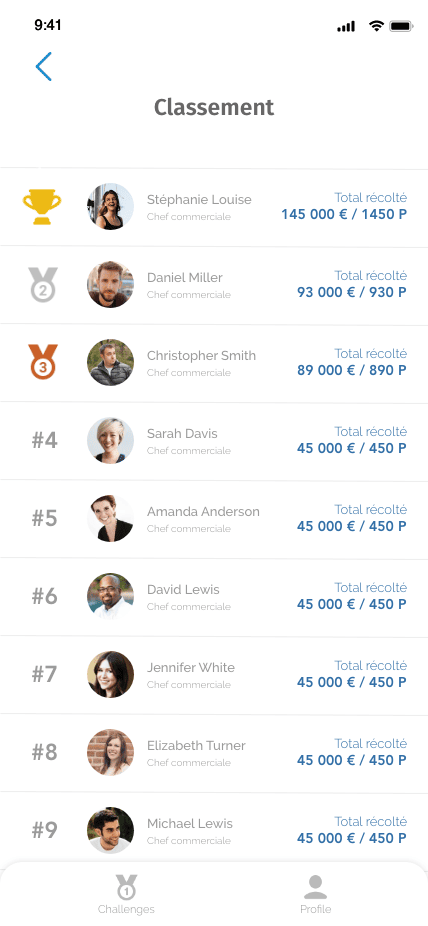 9:41
Classement
Stéphanie Louise
Chef commerciale
Total récolté
145 000 € / 1450 P
2
Daniel Miller
Chef commerciale
Total récolté
93 000 € / 930 P
3
Christopher Smith
Chef commerciale
Total récolté
89 000 € / 890 P
#4
Sarah Davis
Chef commerciale
Total récolté
45 000 € / 450 P
#5
Amanda Anderson
Chef commerciale
Total récolté
45 000 € / 450 P
#6
David Lewis
Chef commerciale
Total récolté
45 000 € / 450 P
#7
Jennifer White
Chef commerciale
Total récolté
45 000 € / 450 P
#8
Elizabeth Turner
Chef commerciale
Total récolté
45 000 € / 450 P
#9
Michael Lewis
Chef commerciale
Total récolté
45 000 € / 450 P
1
Challenges
Profile